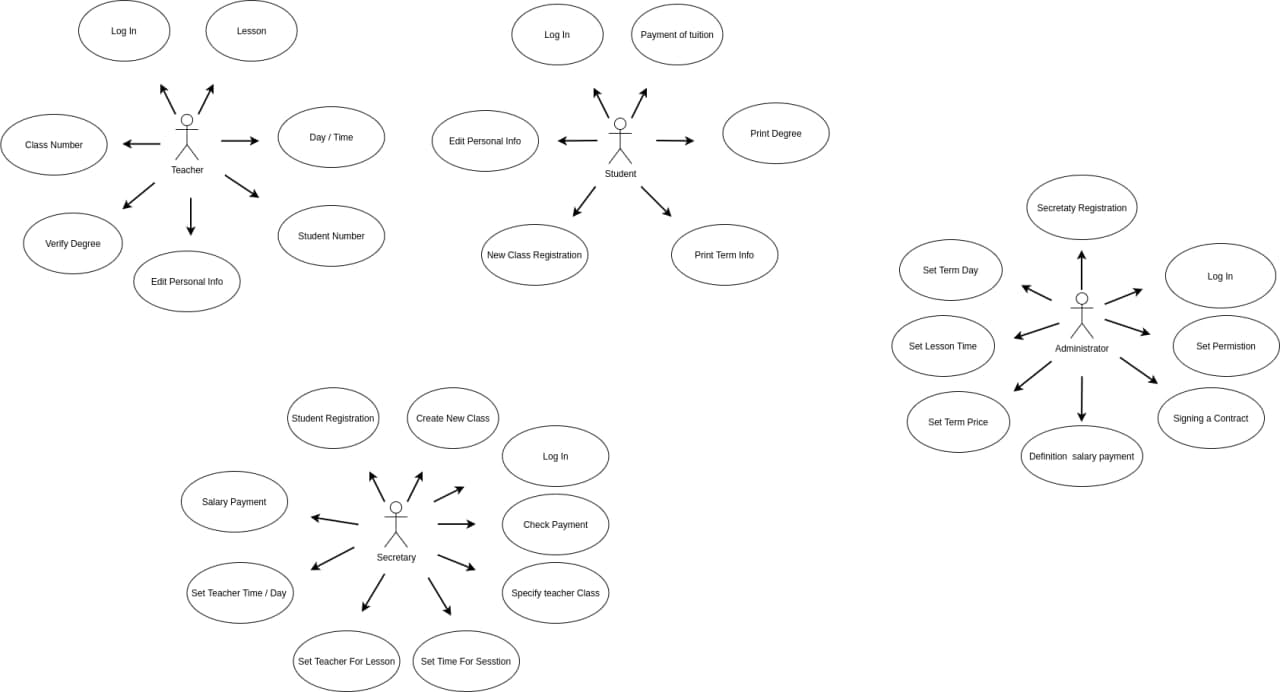 Log In
Lesson
Class Number
Day / Time
Teacher
Verify Degree
Student Number
Edit Personal Info
Log In
Payment of tuition
Edit Personal Info
Print Degree
Student
New Class Registration
Print Term Info
Secretaty Registration
Set Term Day
Log In
Set Lesson Time
Administrator
Set Permistion
Set Term Price
Signing a Contract
Definition salary payment
Student Registration
Create New Class
Log In
Salary Payment
Check Payment
Secretary
Set Teacher Time / Day
Specify teacher Class
Set Teacher For Lesson
Set Time For Sesstion